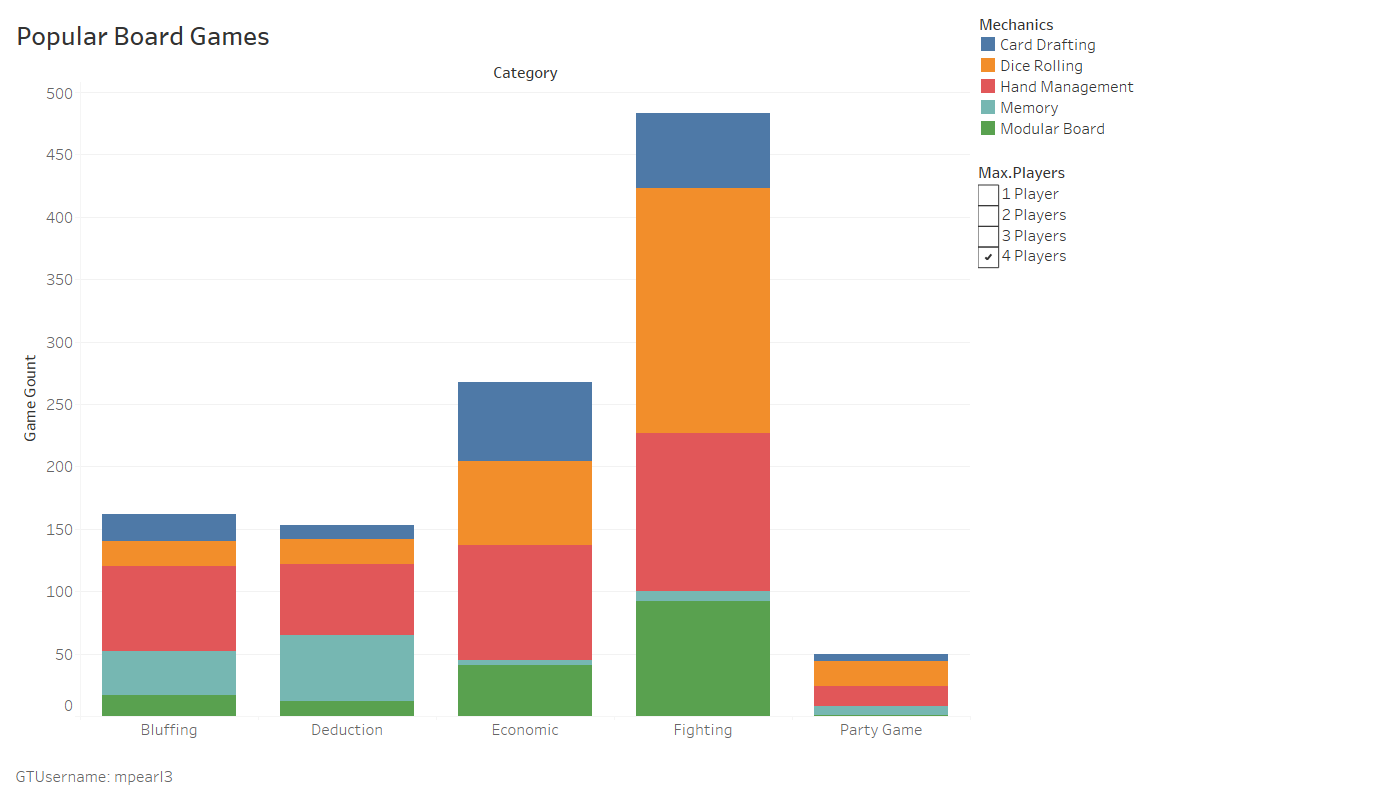 Popular Board Games
Category
Game Gount
500
450
400
350
300
250
200
150
100
50
0
Bluffing
Deduction
Economic
Fighting
Party Game
Mechanics
Card Drafting
Dice Rolling
Hand Management
Memory
Modular Board
Max.Players
1 Player
2 Players
3 Players
4 Players
GTUsername: mpearl3